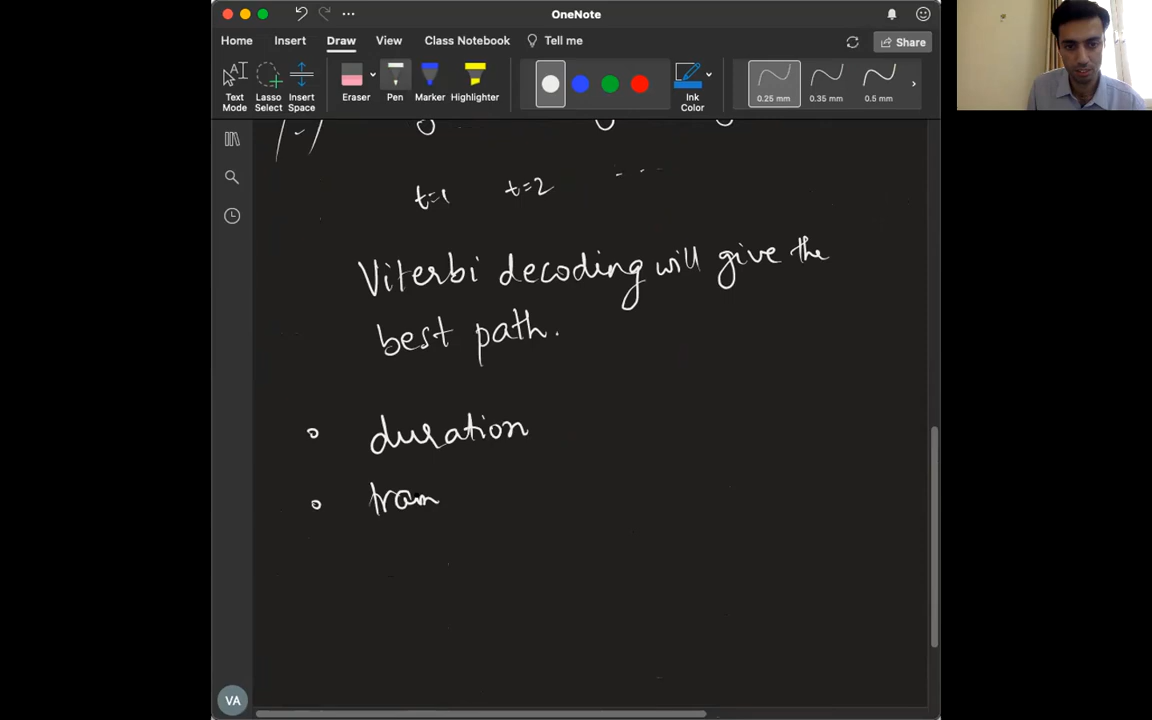 OneNote
Home Insert Draw View Class Notebook Tell me
Share
Text Mode
Lasso Select
Insert Space
Eraser
Pen
Marker
Highlighter
Ink Color
0.25 mm
0.35 mm
0.5 mm
t=1 t=2 ...
Viterbi decoding will give the
best path.
duration
tran
VA